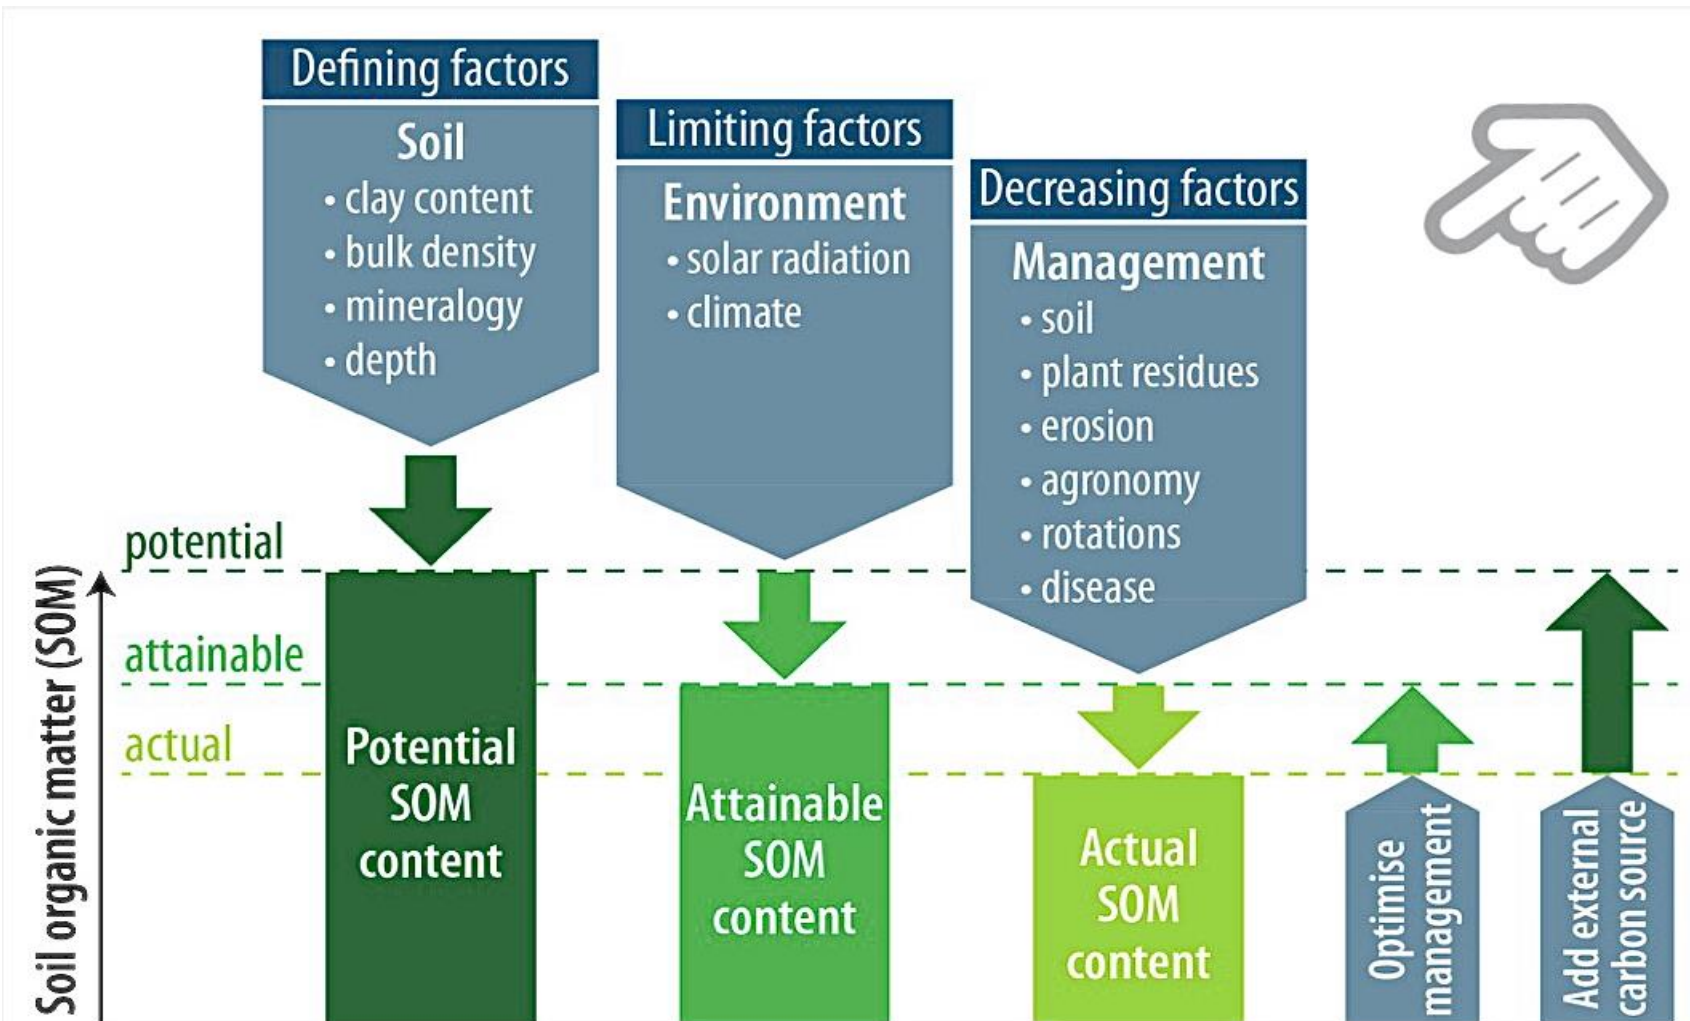 Defining factors
Soil
• clay content
• bulk density
• mineralogy
• depth
Limiting factors
Environment
• solar radiation
• climate
Decreasing factors
Management
• soil
• plant residues
• erosion
• agronomy
• rotations
• disease
Soil organic matter (SOM)
potential
attainable
actual
Potential
SOM
content
Attainable
SOM
content
Actual
SOM
content
Optimise
management
Add external
carbon source